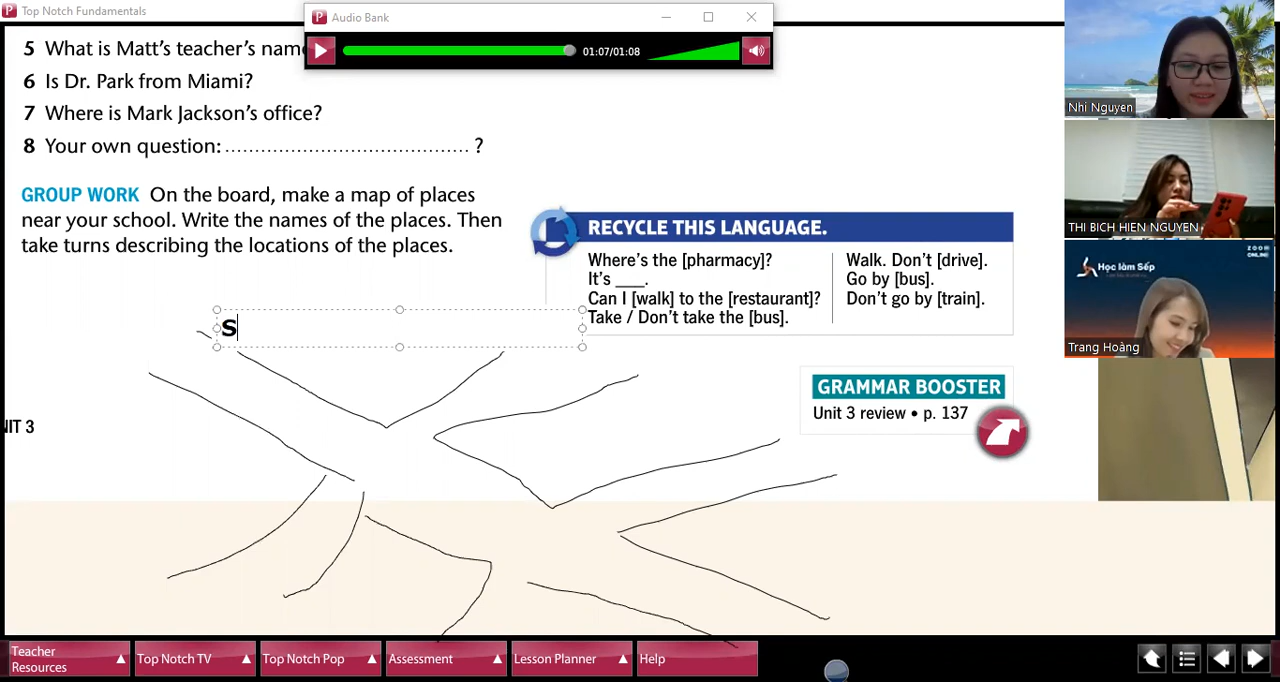 Top Notch Fundamentals
Audio Bank
01:07/01:08
5 What is Matt's teacher's
6 Is Dr. Park from Miami?
7 Where is Mark Jackson's office?
8 Your own question: ........................................ ?
GROUP WORK On the board, make a map of places
near your school. Write the names of the places. Then
take turns describing the locations of the places.
RECYCLE THIS LANGUAGE.
Where's the [pharmacy]?
It's ___.
Can I [walk] to the [restaurant]?
Take / Don't take the [bus].
Walk. Don't [drive].
Go by [bus].
Don't go by [train].
S
GRAMMAR BOOSTER
Unit 3 review • p. 137
NIT 3
Nhi Nguyen
THI BICH HIEN NGUYEN
Học làm Sếp
ZOOM
ONLINE
Trang Hoàng
Teacher
Resources
Top Notch TV
Top Notch Pop
Assessment
Lesson Planner
Help